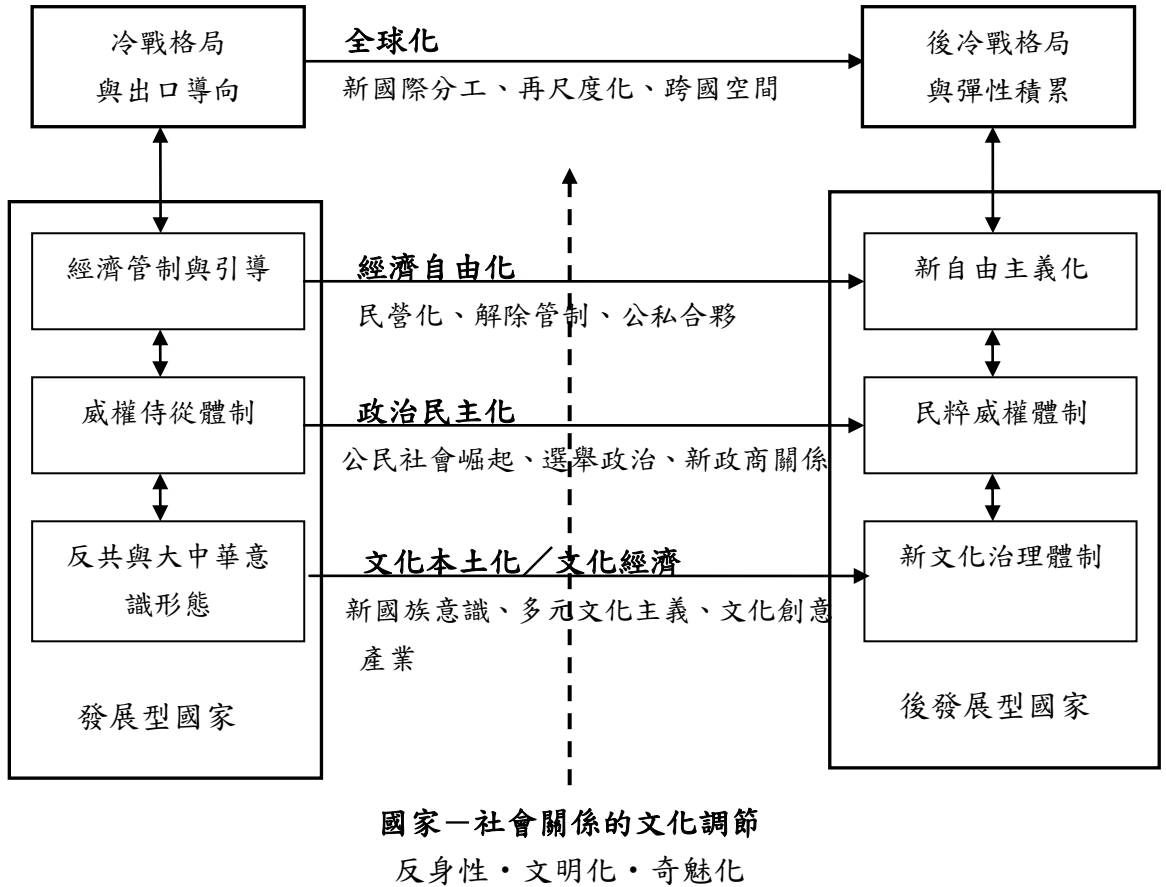 冷戰格局
與出口導向
全球化
新國際分工、再尺度化、跨國空間
後冷戰格局
與彈性積累
經濟管制與引導
經濟自由化
民營化、解除管制、公私合夥
新自由主義化
威權侍從體制
政治民主化
公民社會崛起、選舉政治、新政商關係
民粹威權體制
反共與大中華意
識形態
文化本土化／文化經濟
新國族意識、多元文化主義、文化創意
產業
新文化治理體制
發展型國家
後發展型國家
國家－社會關係的文化調節
反身性‧文明化‧奇魅化